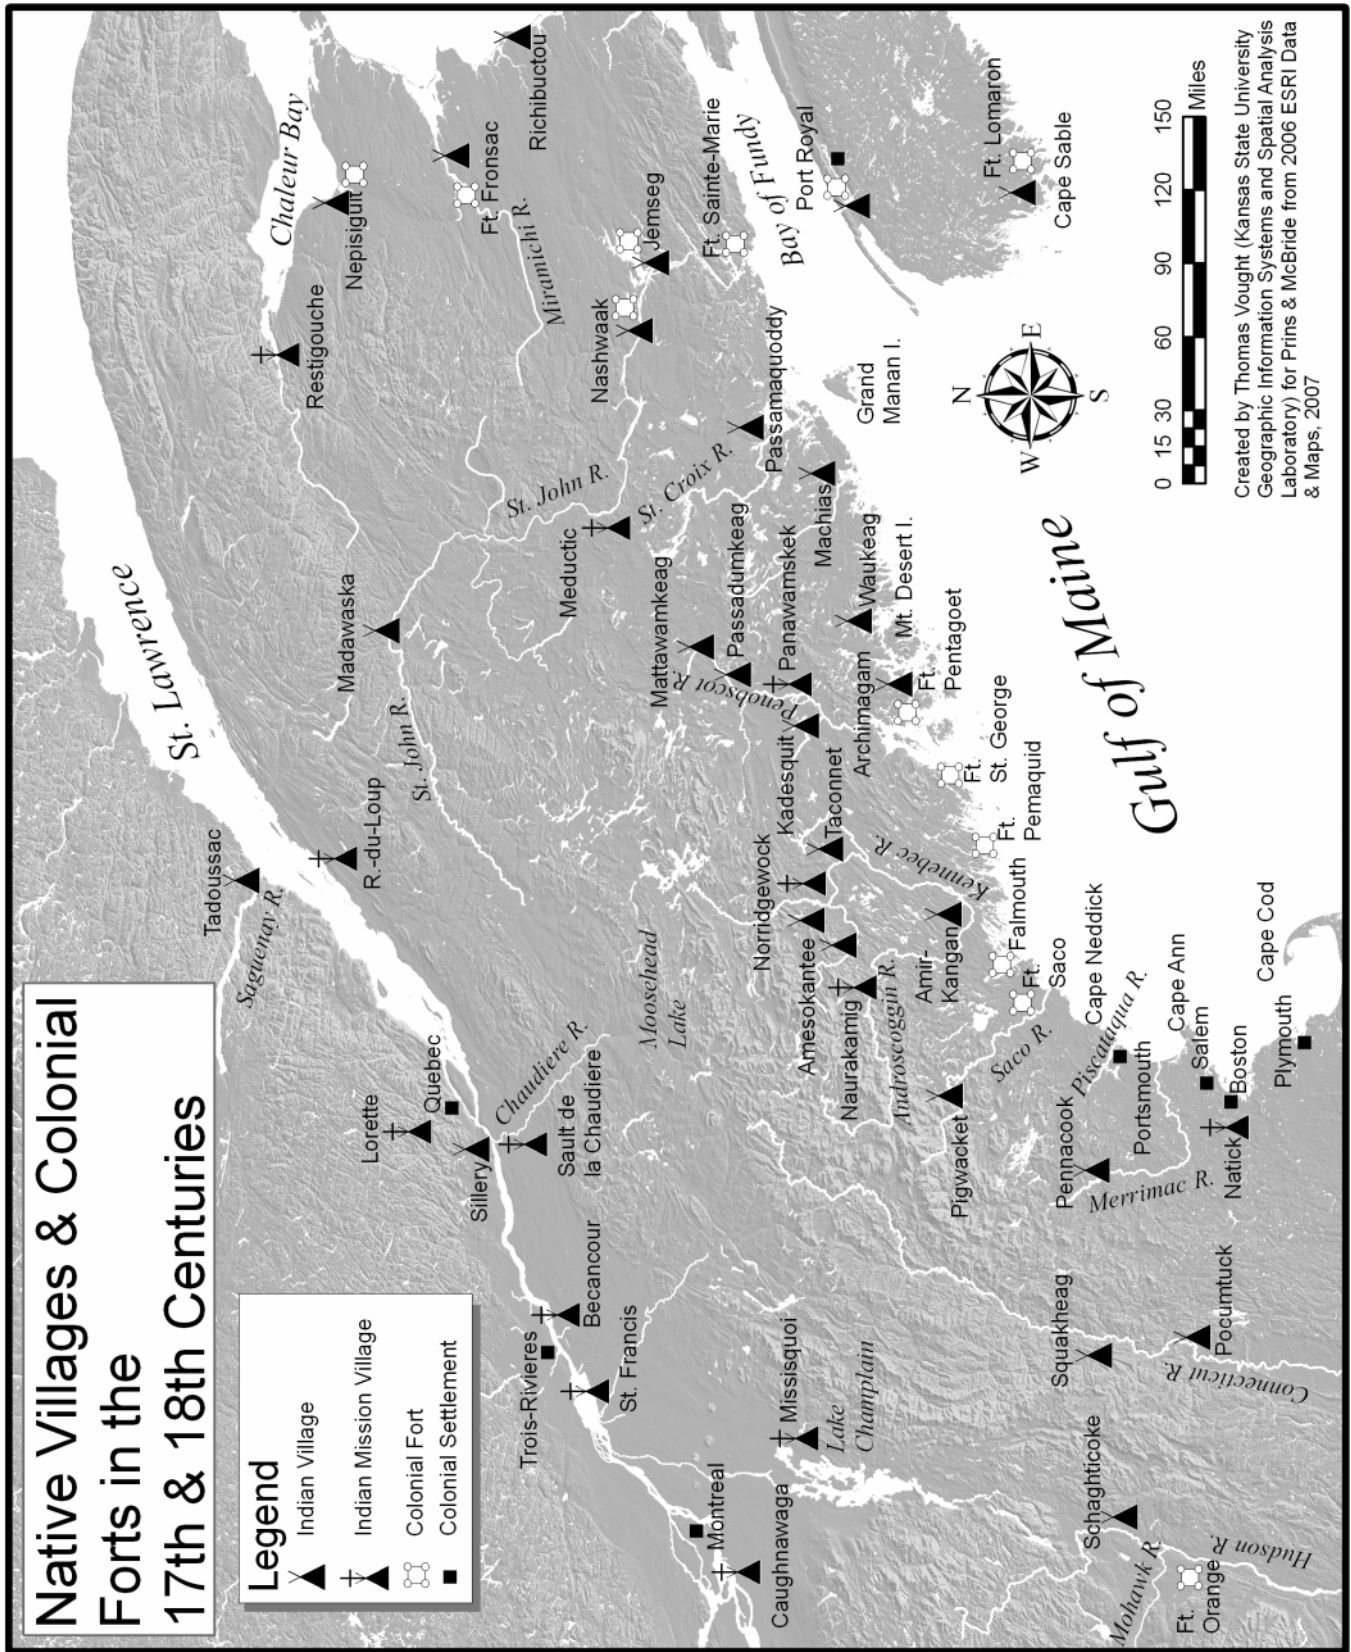 Native Villages & Colonial
Forts in the
17th & 18th Centuries
Legend
Indian Village
Indian Mission Village
Colonial Fort
Colonial Settlement
St. Lawrence
Tadoussac
Saguenay R.
R.-du-Loup
Lorette
Quebec
Sillery
Chaudiere R.
Sault de
la Chaudiere
Becancour
Trois-Rivieres
St. Francis
Montreal
Caughnawaga
Missisquoi
Lake
Champlain
Chaleur Bay
Restigouche
Nepisiguit
Ft. Fronsac
Miramichi R.
Richibuctou
Madawaska
St. John R.
St. John R.
Meductic
Nashwaak
Jemseg
Ft. Sainte-Marie
Bay of Fundy
Port Royal
Ft. Lomaron
Cape Sable
St. Croix R.
Passamaquoddy
Grand
Manan I.
Machias
Mattawamkeag
Passadumkeag
Panawamskek
Penobscot R.
Waukeag
Mt. Desert I.
Kadesquit
Archimagam
Ft.
Pentagoet
Ft.
St. George
Ft.
Pemaquid
Moosehead
Lake
Norridgewock
Taconnet
Kennebec R.
Amesokantee
Naurakamig
Androscoggin R.
Amir-
Kangan
Falmouth
Ft.
Saco
Saco R.
Pigwacket
Cape Neddick
Piscataqua R.
Portsmouth
Pennacook
Merrimac R.
Cape Ann
Salem
Boston
Natick
Plymouth
Cape Cod
Squakheag
Pocumtuck
Connecticut R.
Schaghticoke
Mohawk R.
Hudson R.
Ft.
Orange
Gulf of Maine
N
W
E
S
0 15 30 60 90 120 150
Miles
Created by Thomas Vought (Kansas State University
Geographic Information Systems and Spatial Analysis
Laboratory) for Prins & McBride from 2006 ESRI Data
& Maps, 2007